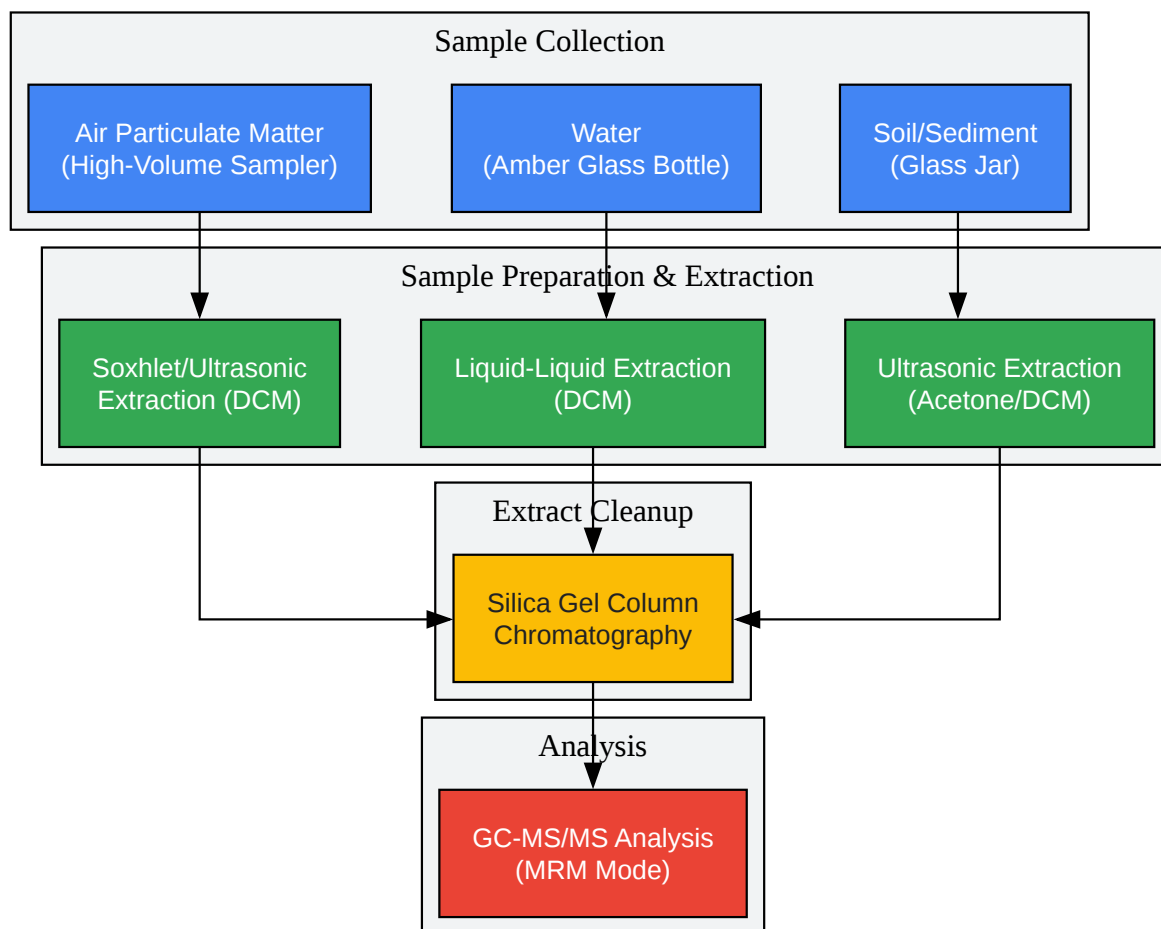 Sample Collection
Air Particulate Matter
(High-Volume Sampler)
Water
(Amber Glass Bottle)
Soil/Sediment
(Glass Jar)
Sample Preparation & Extraction
Soxhlet/Ultrasonic
Extraction (DCM)
Liquid-Liquid Extraction
(DCM)
Ultrasonic Extraction
(Acetone/DCM)
Extract Cleanup
Silica Gel Column
Chromatography
Analysis
GC-MS/MS Analysis
(MRM Mode)